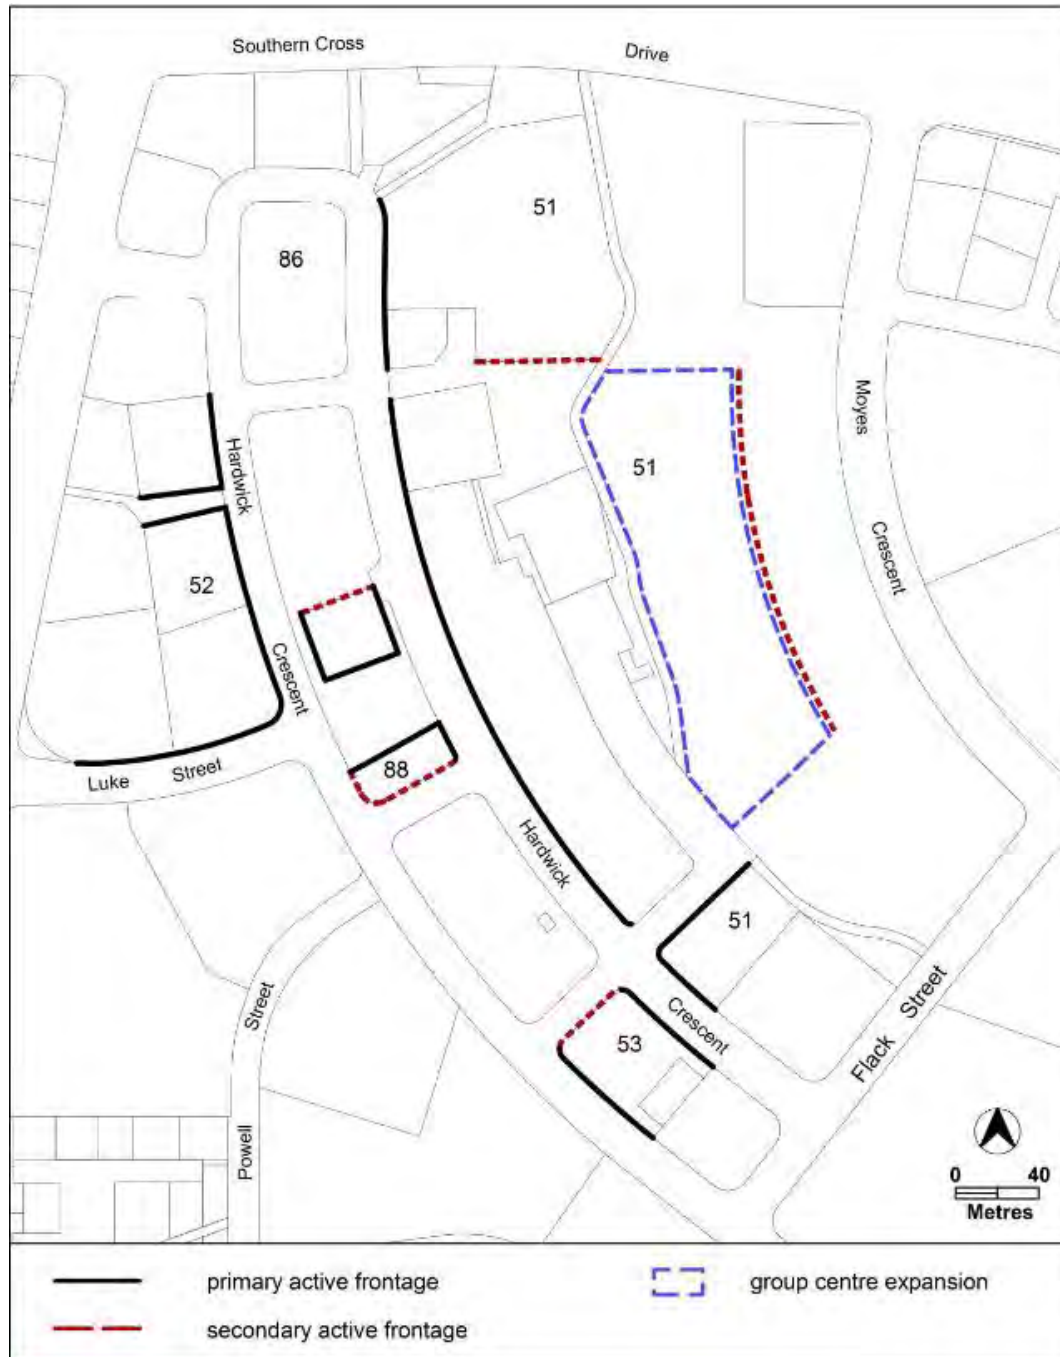 Southern Cross
Drive
51
86
Moyes
Hardwick
51
Crescent
52
Crescent
Luke
Street
88
Hardwick
51
Street
Crescent
Street
53
Flack
Powell
0 40
Metres
primary active frontage
group centre expansion
secondary active frontage